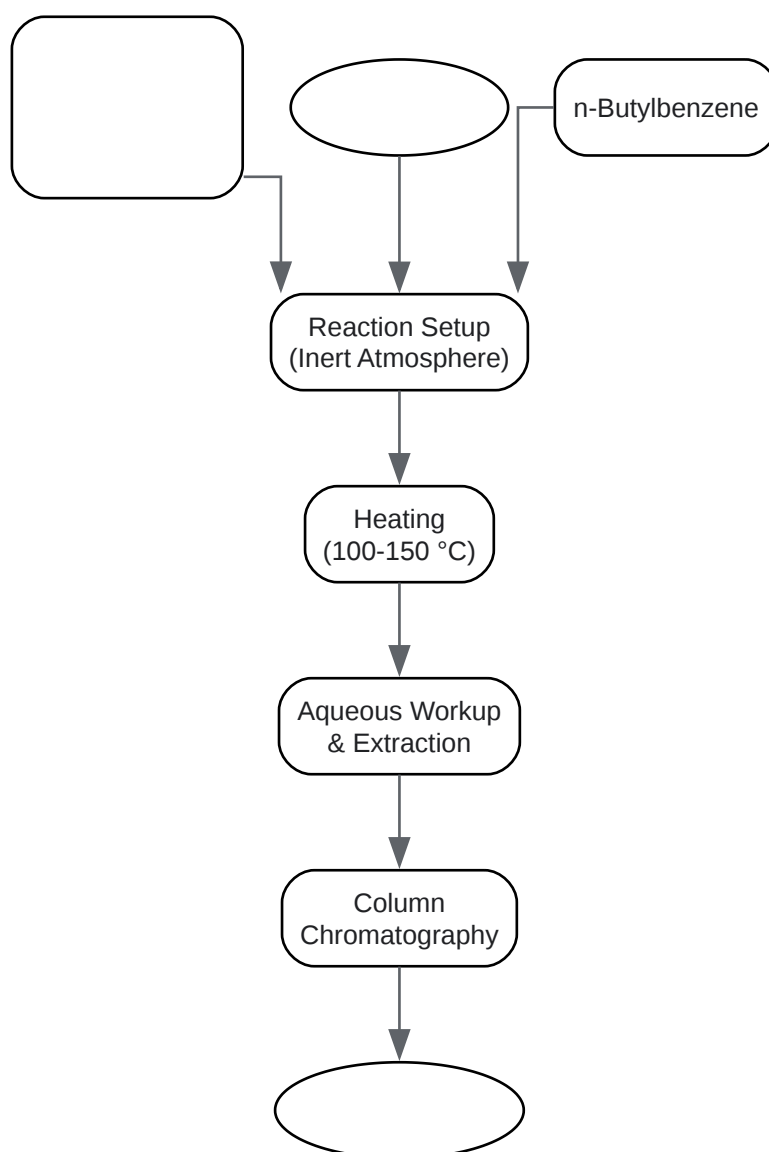 n-Butylbenzene
Reaction Setup
(Inert Atmosphere)
Heating
(100-150 °C)
Aqueous Workup
& Extraction
Column
Chromatography